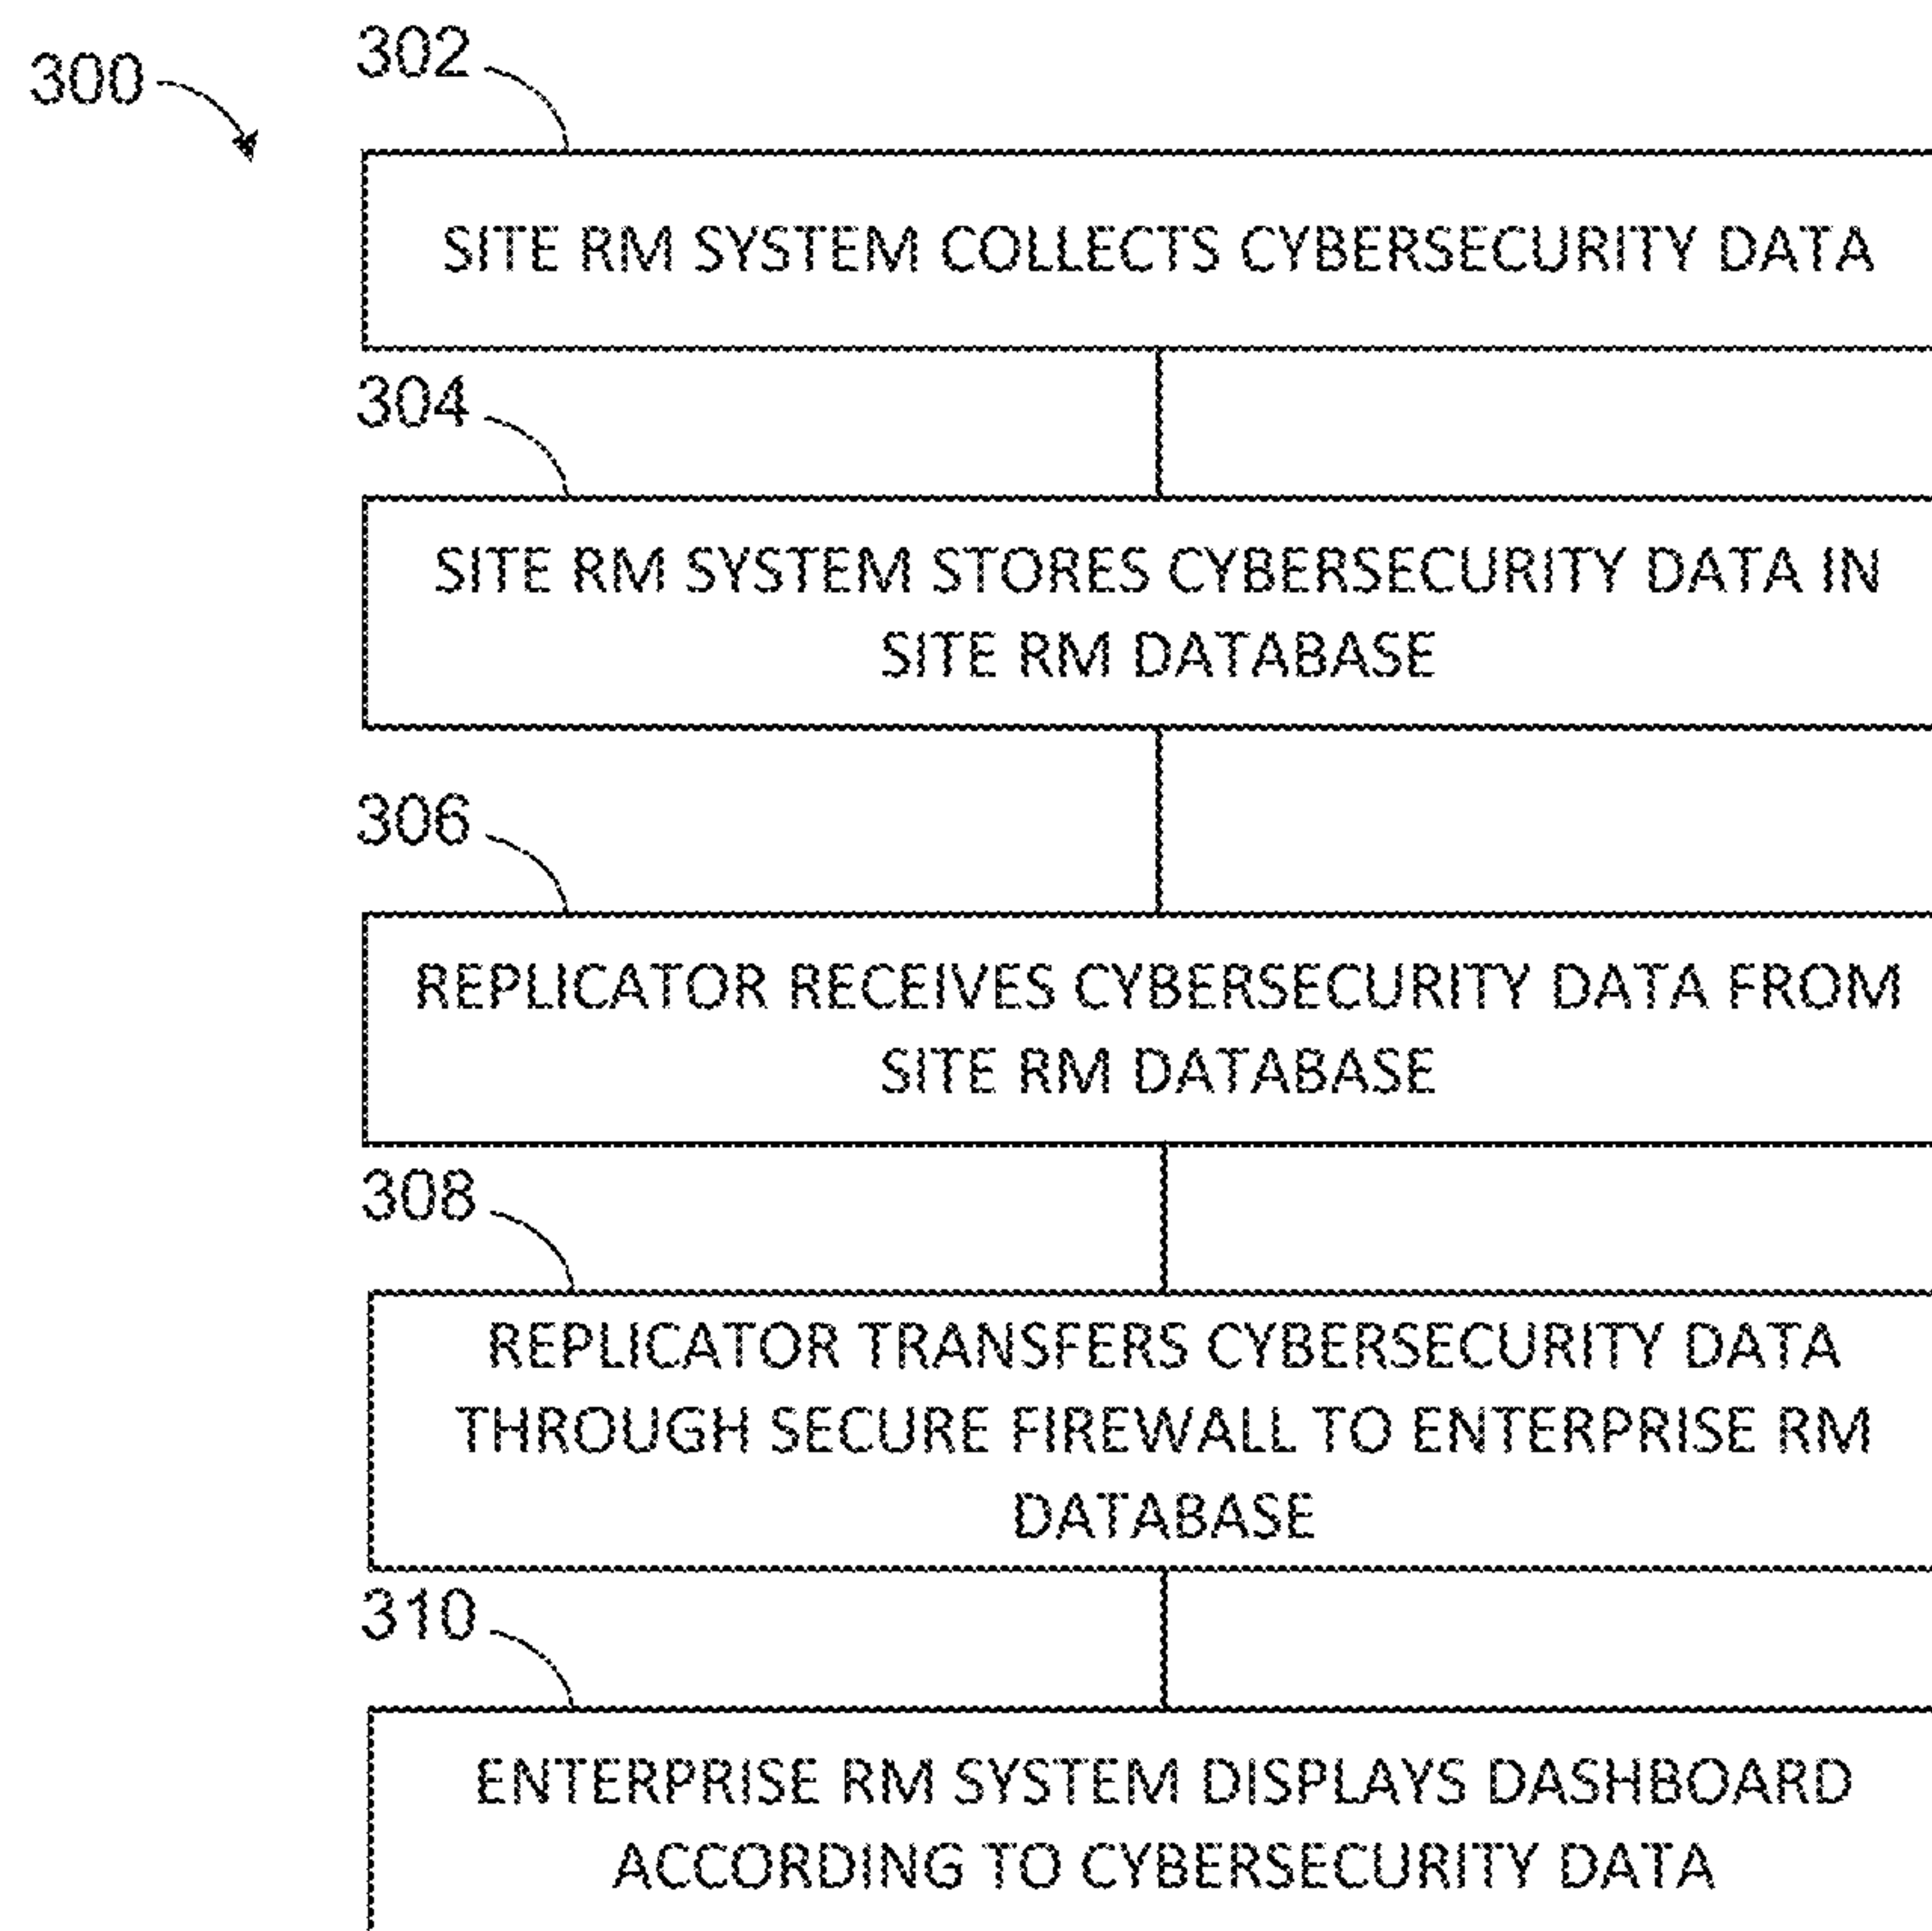 300
302
SITE RM SYSTEM COLLECTS CYBERSECURITY DATA
304
SITE RM SYSTEM STORES CYBERSECURITY DATA IN
SITE RM DATABASE
306
REPLICATOR RECEIVES CYBERSECURITY DATA FROM
SITE RM DATABASE
308
REPLICATOR TRANSFERS CYBERSECURITY DATA
THROUGH SECURE FIREWALL TO ENTERPRISE RM
DATABASE
310
ENTERPRISE RM SYSTEM DISPLAYS DASHBOARD
ACCORDING TO CYBERSECURITY DATA